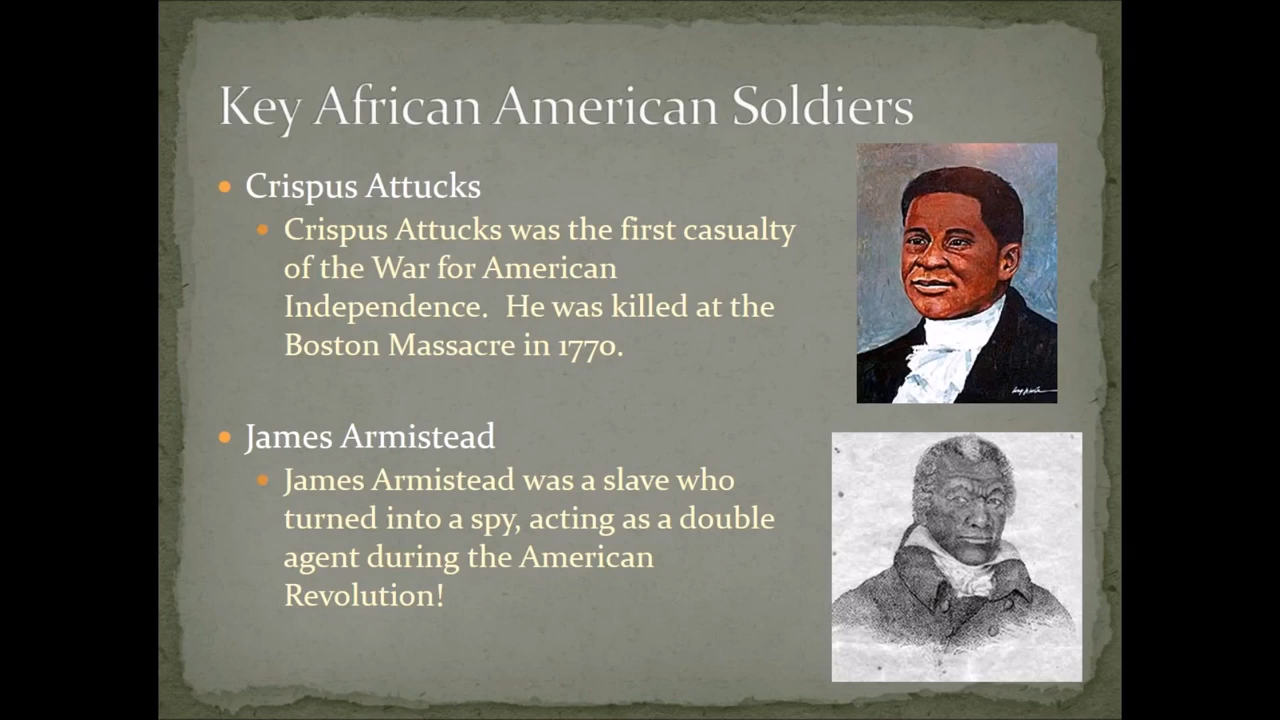 Key African American Soldiers
• Crispus Attucks
• Crispus Attucks was the first casualty
of the War for American
Independence.  He was killed at the
Boston Massacre in 1770.
• James Armistead
• James Armistead was a slave who
turned into a spy, acting as a double
agent during the American
Revolution!